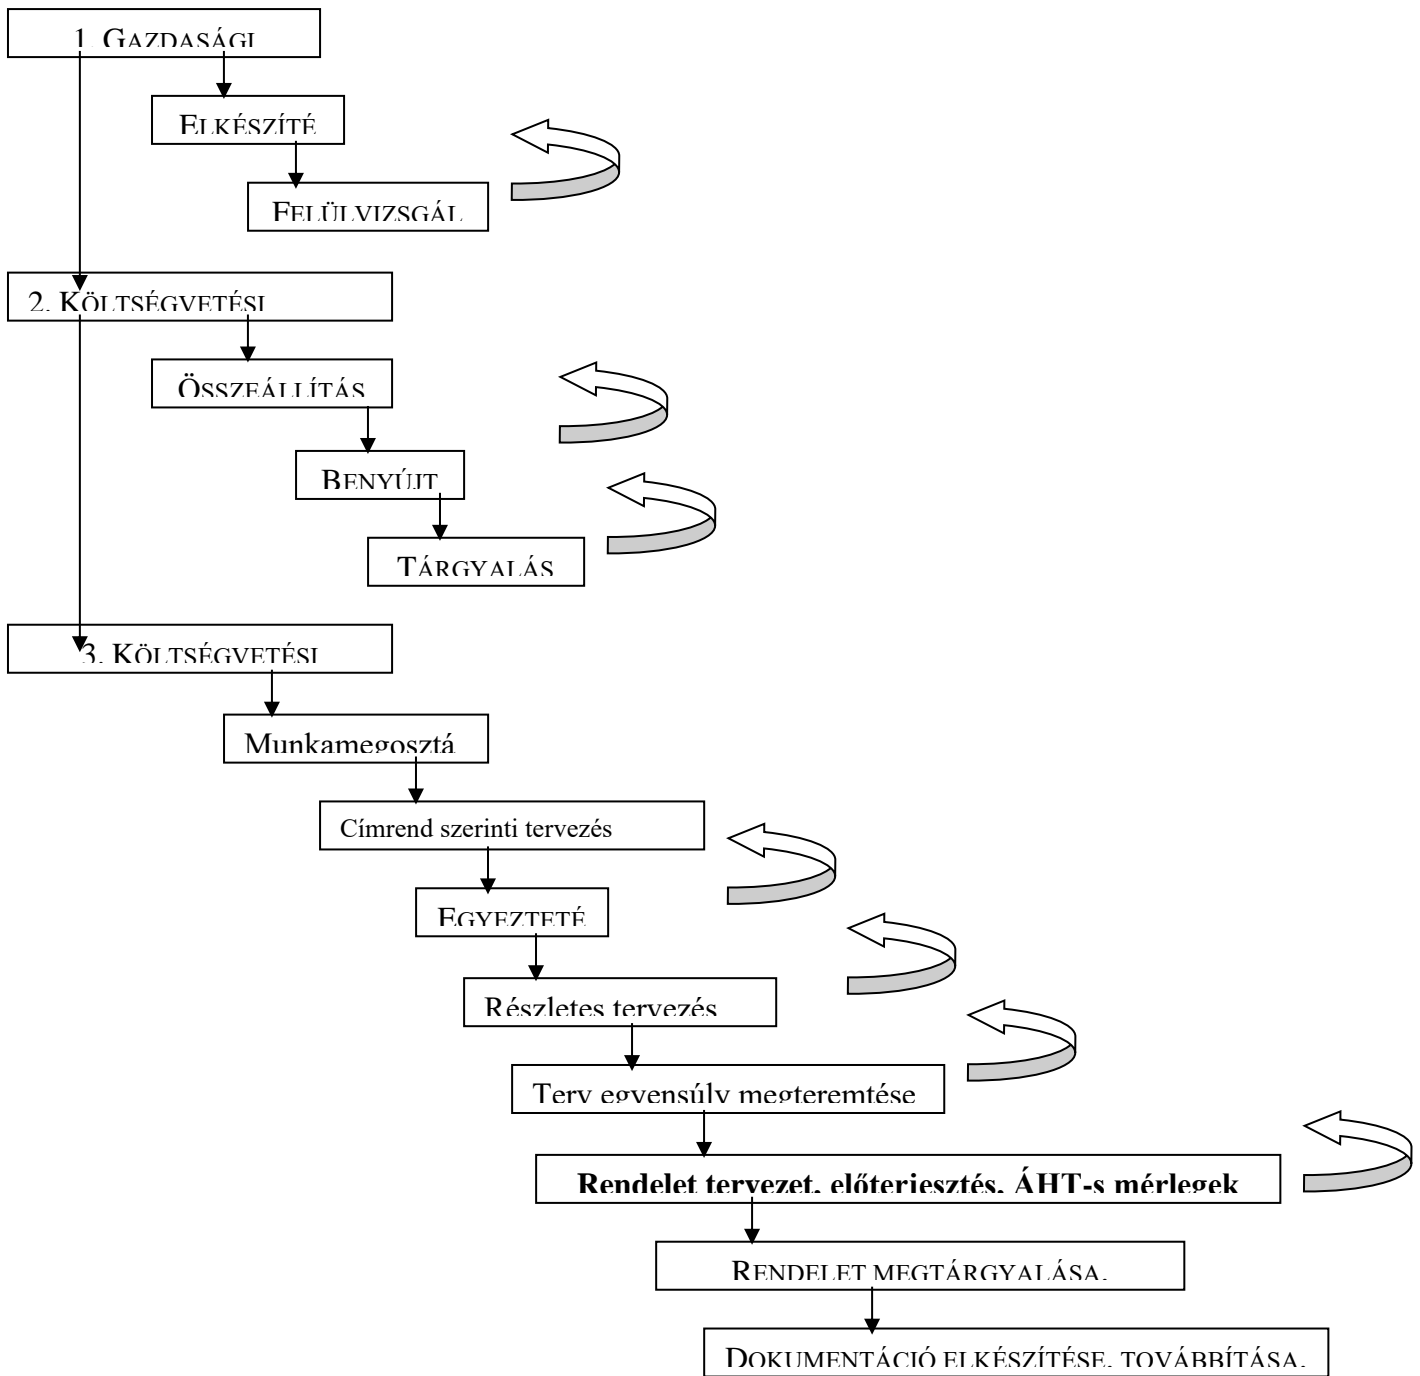 1. GAZDASÁGI
ELKÉSZÍTÉ
FELÜLVIZSGÁL
2. KÖLTSÉGVETÉSI
ÖSSZEÁLLÍTÁS
BENYÚJT
TÁRGYALÁS
3. KÖLTSÉGVETÉSI
Munkamegosztá
Címrend szerinti tervezés
EGYEZTETÉ
Részletes tervezés
Terv egyensúly megteremtése
Rendelet tervezet, előterjesztés, ÁHT-s mérlegek
RENDELET MEGTÁRGYALÁSA,
DOKUMENTÁCIÓ ELKÉSZÍTÉSE, TOVÁBBÍTÁSA,